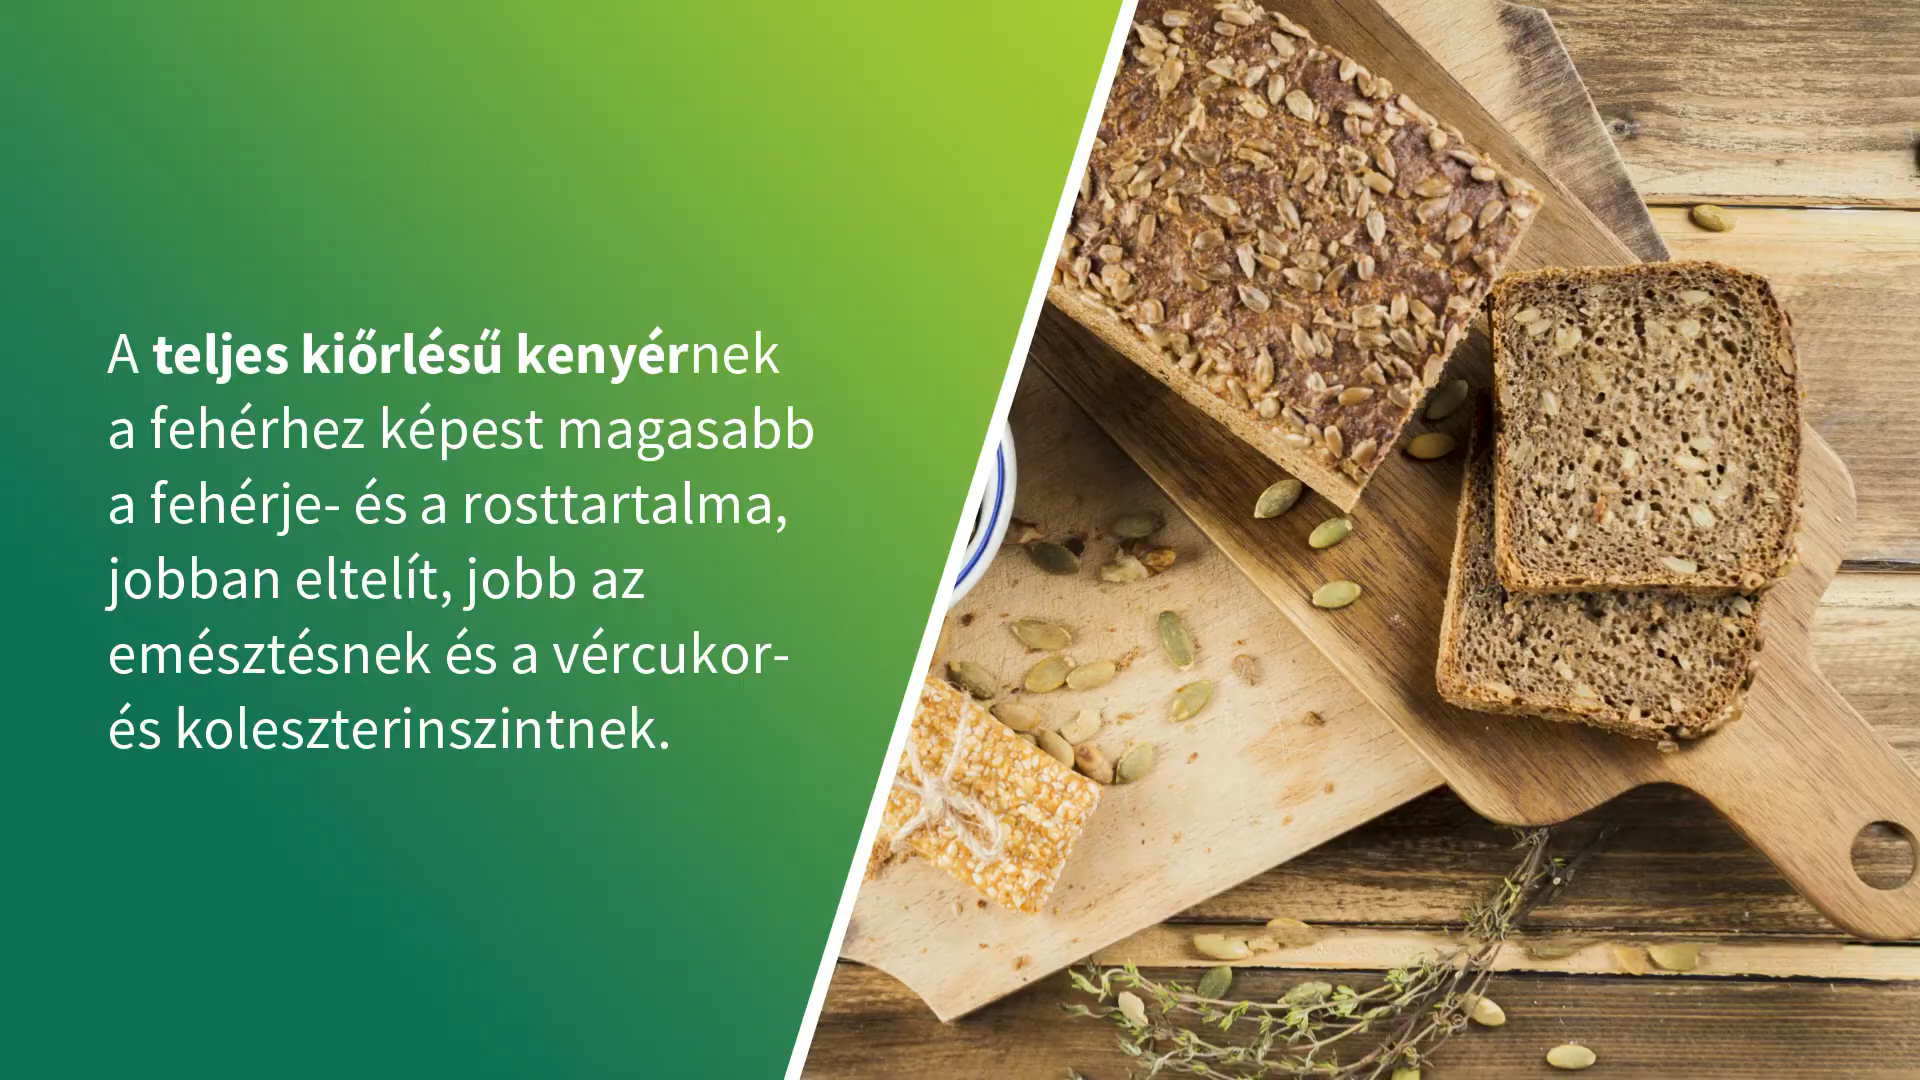 A teljes kiőrlésű kenyérnek
a fehérhez képest magasabb
a fehérje- és a rosttartalma,
jobban eltelít, jobb az
emésztésnek és a vércukor-
és koleszterinszintnek.